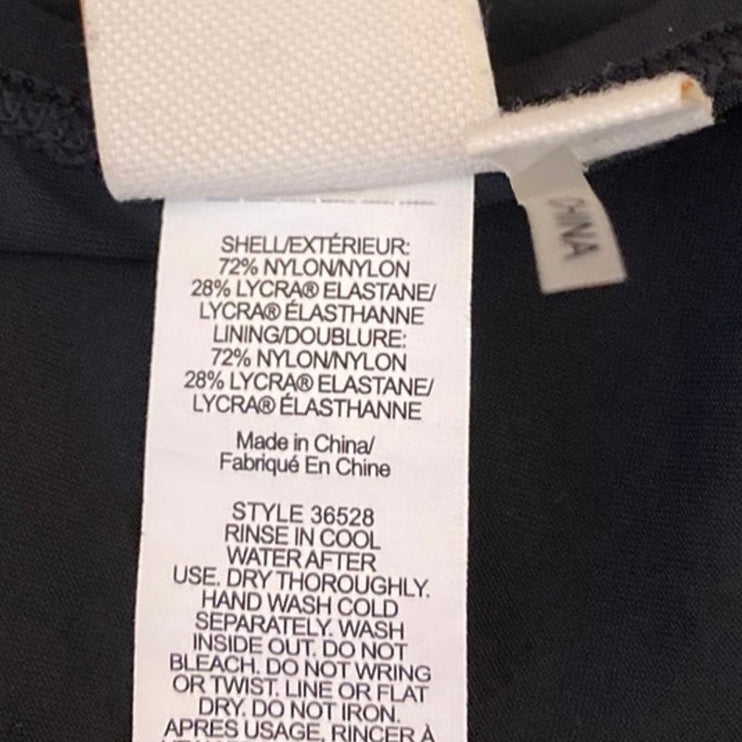 SHELL/EXTÉRIEUR:
72% NYLON/NYLON
28% LYCRA® ELASTANE/
LYCRA® ÉLASTHANNE
LINING/DOUBLURE:
72% NYLON/NYLON
28% LYCRA® ELASTANE/
LYCRA® ÉLASTHANNE
Made in China/
Fabriqué En Chine
STYLE 36528
RINSE IN COOL
WATER AFTER
USE. DRY THOROUGHLY.
HAND WASH COLD
SEPARATELY. WASH
INSIDE OUT. DO NOT
BLEACH. DO NOT WRING
OR TWIST. LINE OR FLAT
DRY. DO NOT IRON.
APRES USAGE, RINCER À
CHINA